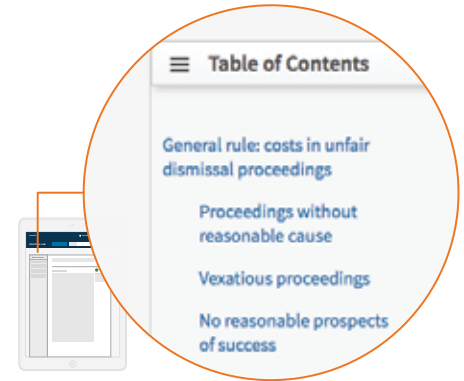 Table of Contents
General rule: costs in unfair
dismissal proceedings
Proceedings without
reasonable cause
Vexatious proceedings
No reasonable prospects
of success